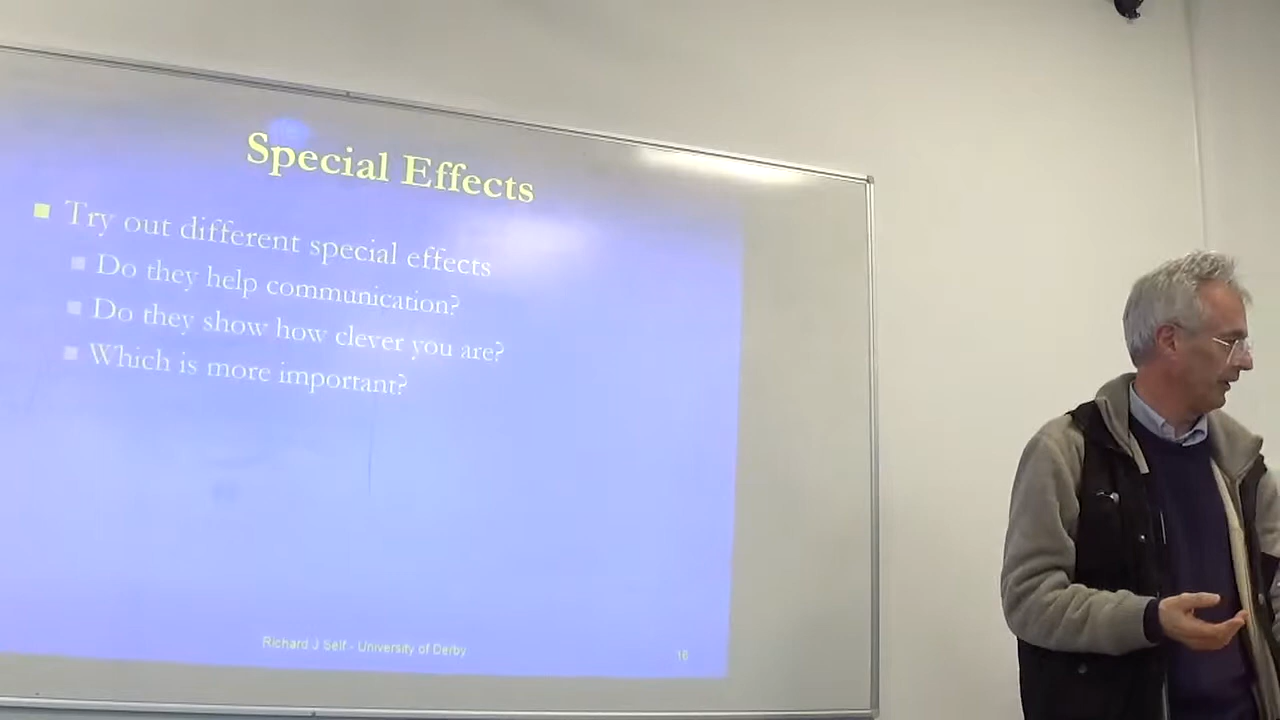 Special Effects
Try out different special effects
Do they help communication?
Do they show how clever you are?
Which is more important?
Richard J Self - University of Derby
16